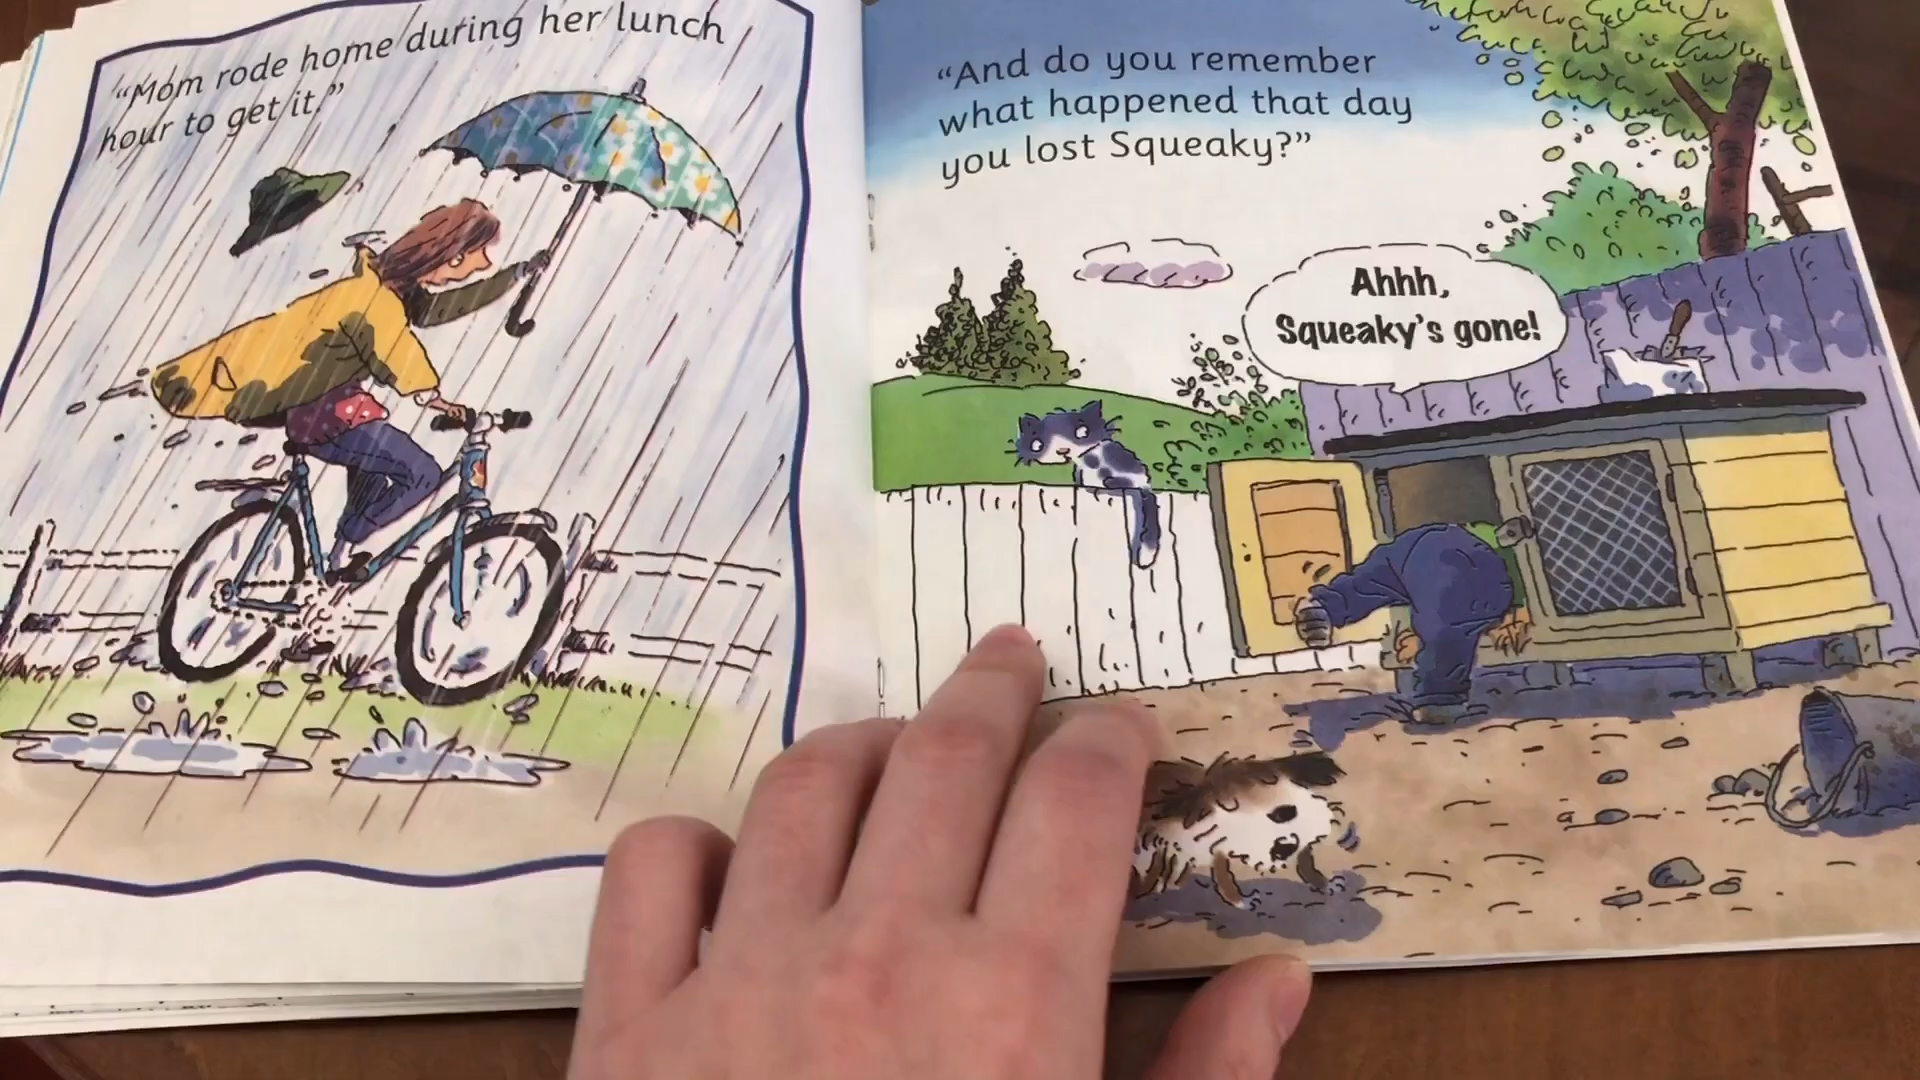 “Mom rode home during her lunch
hour to get it.”
“And do you remember
what happened that day
you lost Squeaky?”
Ahhh,
Squeaky’s gone!